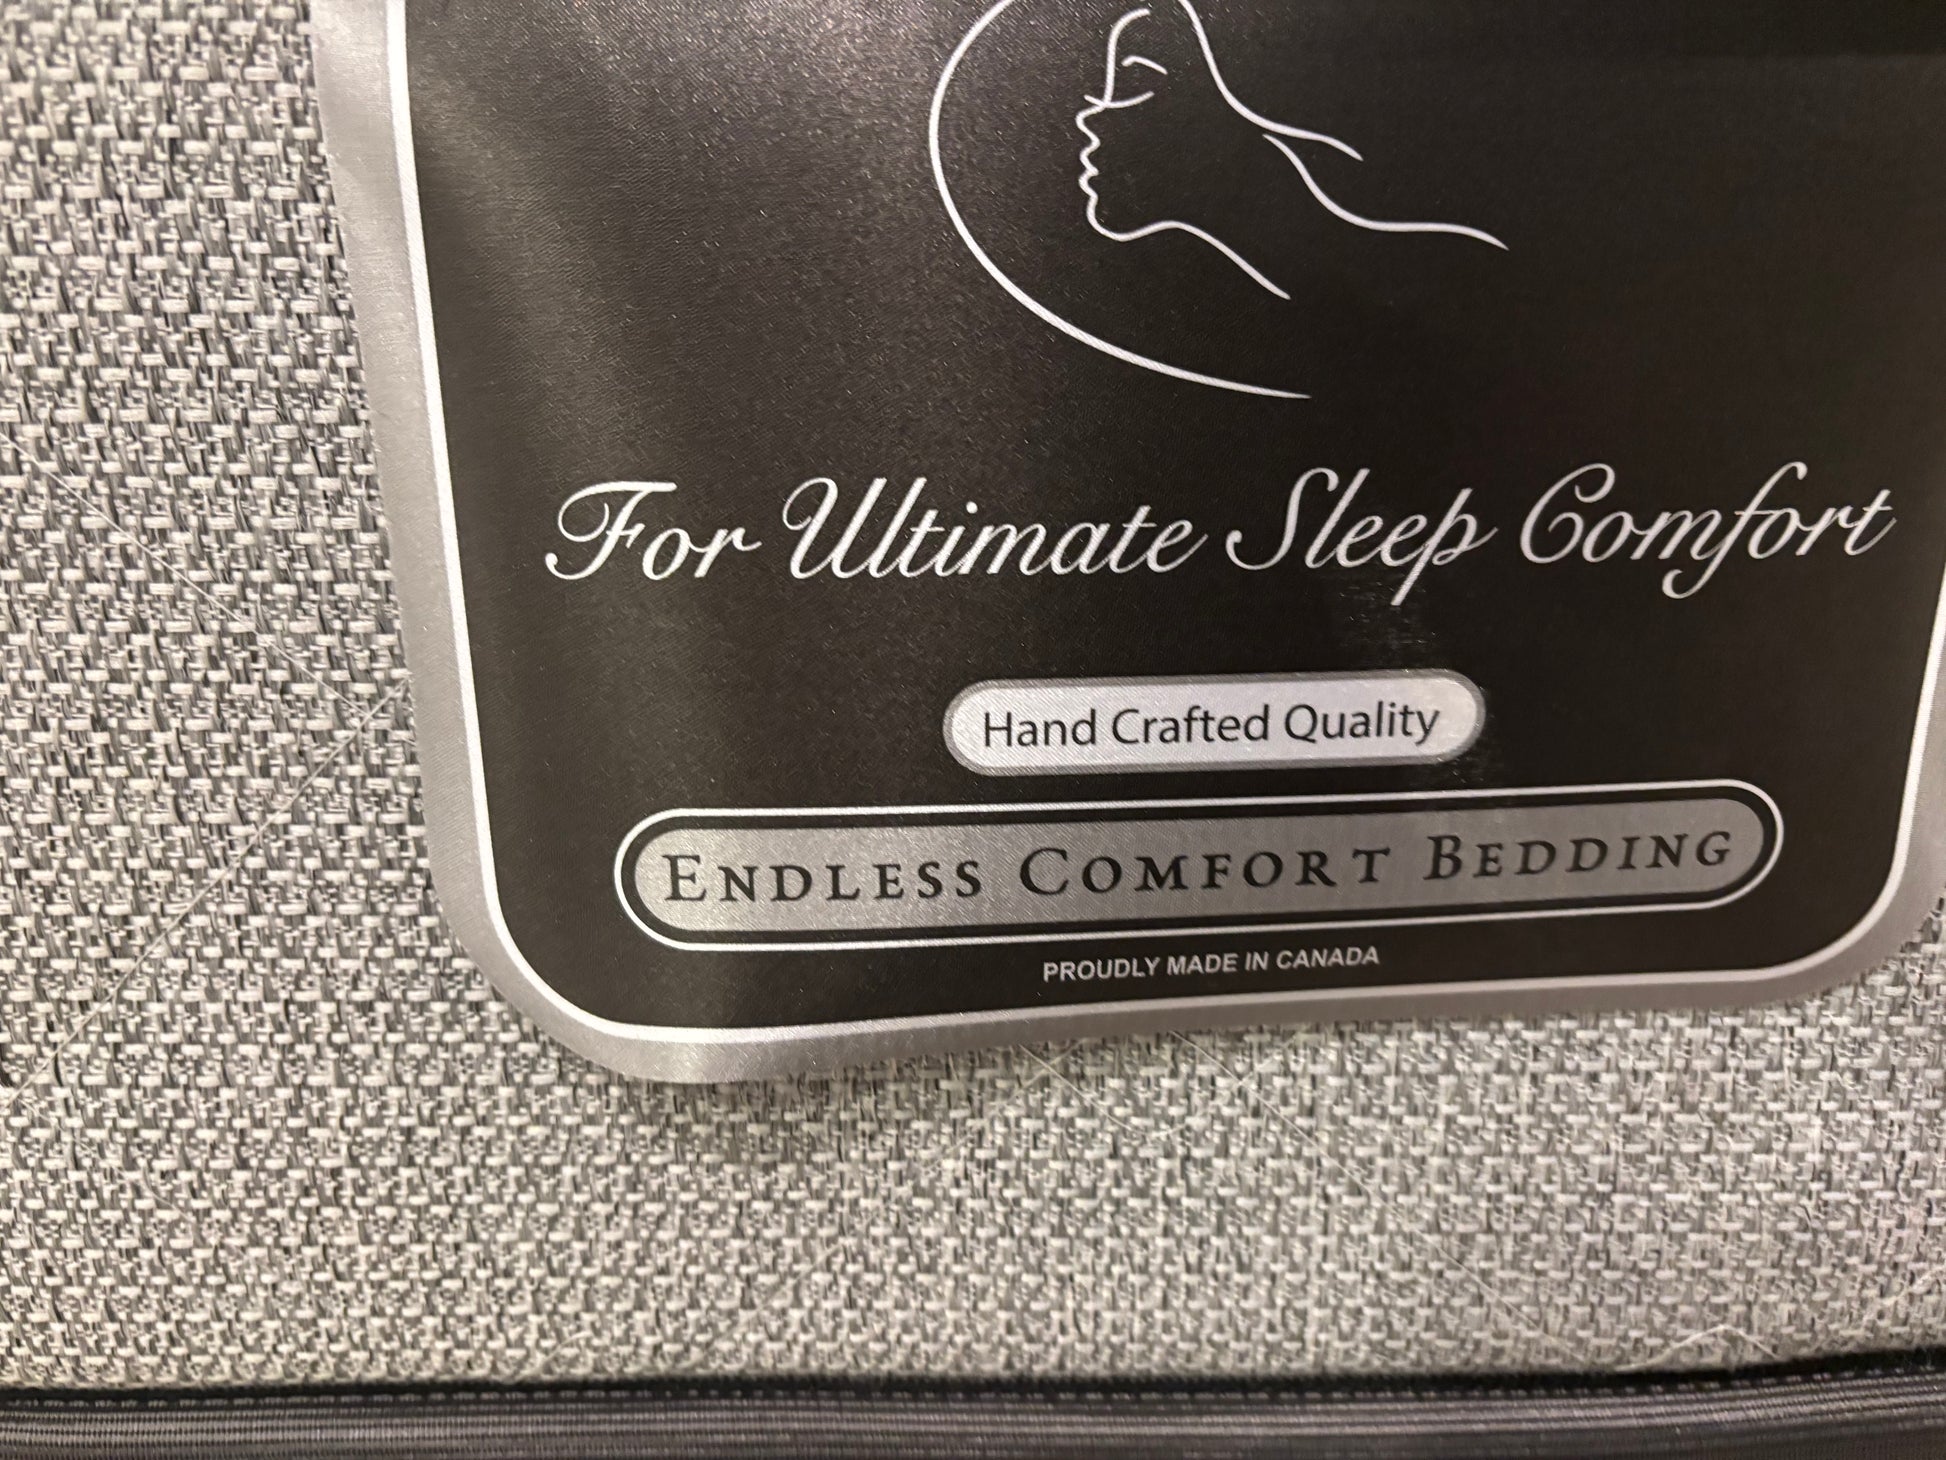 For Ultimate Sleep Comfort
Hand Crafted Quality
ENDLESS COMFORT BEDDING
PROUDLY MADE IN CANADA